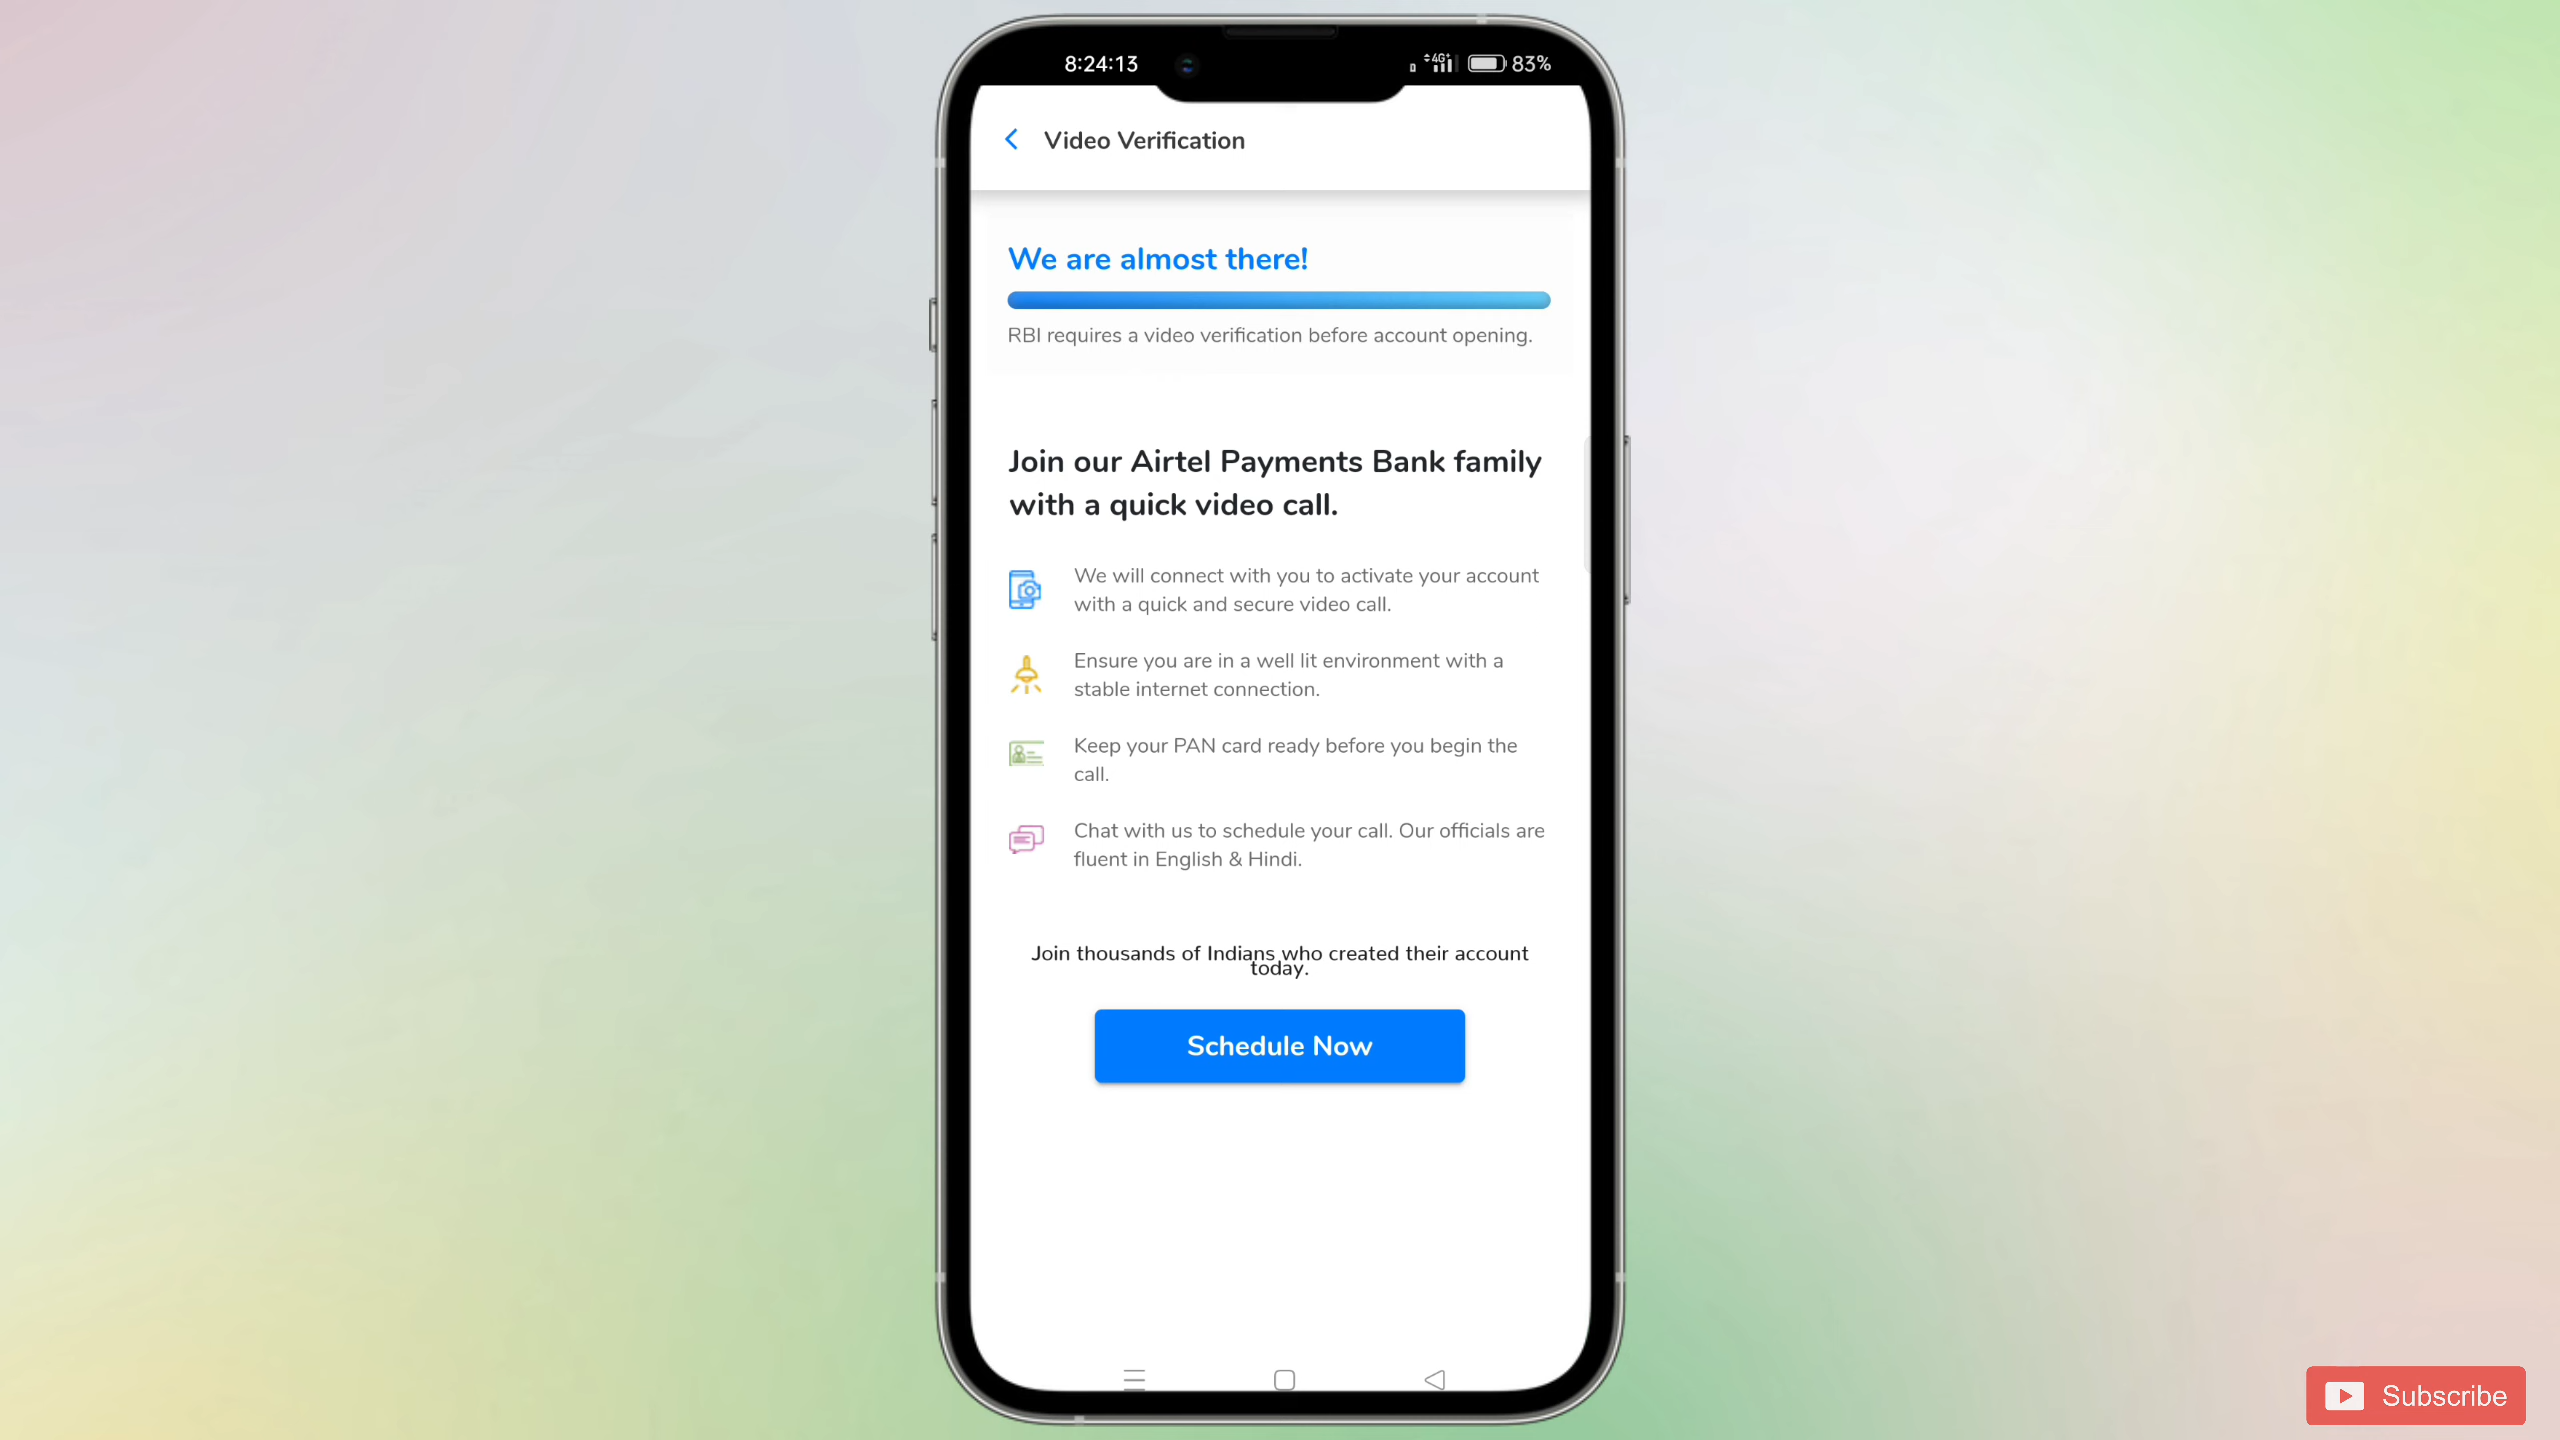 8:24:13
4G+
83%
Video Verification
We are almost there!
RBI requires a video verification before account opening.
Join our Airtel Payments Bank family
with a quick video call.
We will connect with you to activate your account
with a quick and secure video call.
Ensure you are in a well lit environment with a
stable internet connection.
Keep your PAN card ready before you begin the
call.
Chat with us to schedule your call. Our officials are
fluent in English & Hindi.
Join thousands of Indians who created their account
today.
Schedule Now
Subscribe